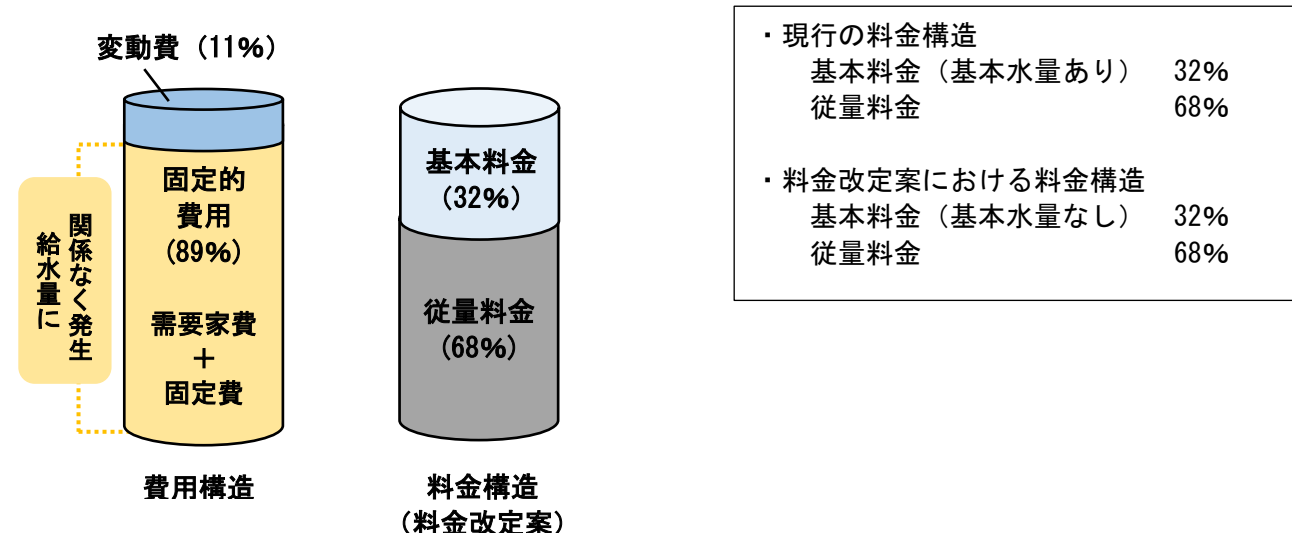 変動費（11%）
固定的
費用
(89%)
需要家費
＋
固定費
給水量に
関係なく発生
費用構造
基本料金
(32%)
従量料金
(68%)
料金構造
（料金改定案）
・現行の料金構造
基本料金（基本水量あり） 32%
従量料金 68%
・料金改定案における料金構造
基本料金（基本水量なし） 32%
従量料金 68%